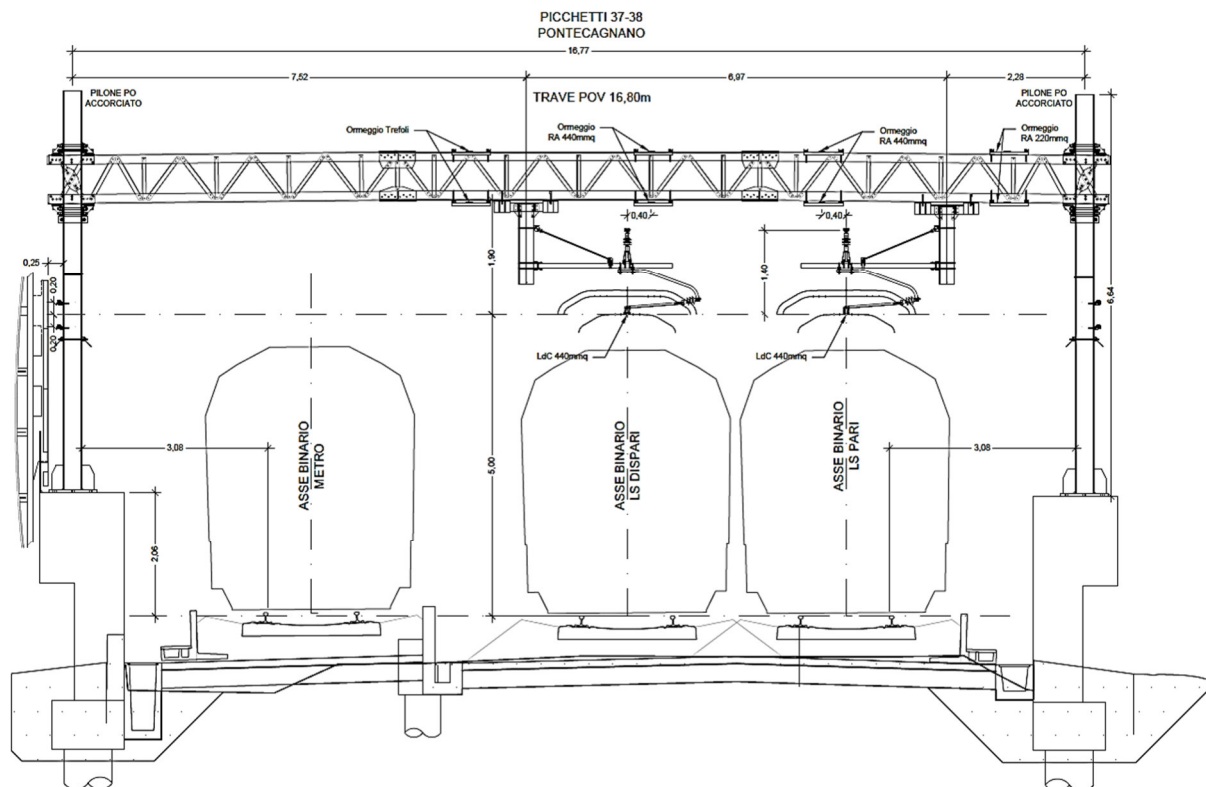 PICCHETTI 37-38
PONTECAGNANO
16,77
7,52
6,97
2,28
PILONE PO
ACCORCIATO
TRAVE POV 16,80m
PILONE PO
ACCORCIATO
Ormeggio Trefoli
Ormeggio
RA 440mmq
Ormeggio
RA 440mmq
Ormeggio
RA 220mmq
0,40
0,40
0,25
0,20
0,20
1,90
1,40
6,64
LdC 440mmq
LdC 440mmq
ASSE BINARIO
METRO
ASSE BINARIO
LS DISPARI
ASSE BINARIO
LS PARI
3,08
5,00
3,08
2,06